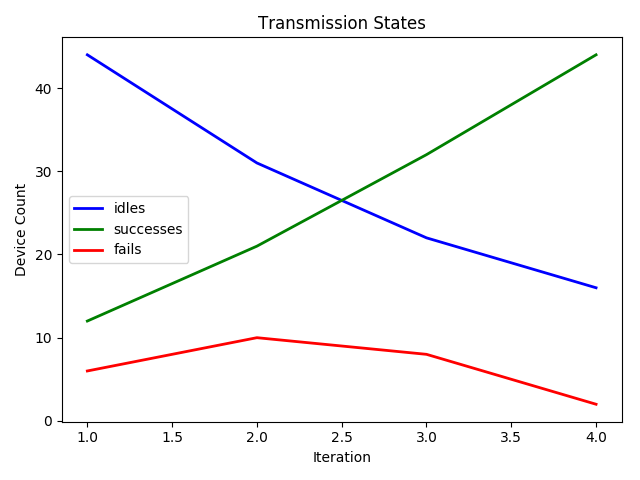 Transmission States
Device Count
40
30
20
10
0
idles
successes
fails
1.0 1.5 2.0 2.5 3.0 3.5 4.0
Iteration